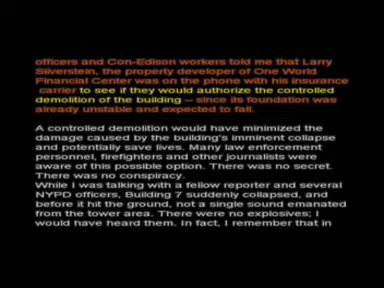 officers and Con-Edison workers told me that Larry
Silverstein, the property developer of One World
Financial Center was on the phone with his insurance
carrier to see if they would authorize the controlled
demolition of the building – since its foundation was
already unstable and expected to fall.
A controlled demolition would have minimized the
damage caused by the building's imminent collapse
and potentially save lives. Many law enforcement
personnel, firefighters and other journalists were
aware of this possible option. There was no secret.
There was no conspiracy.
While I was talking with a fellow reporter and several
NYPD officers, Building 7 suddenly collapsed, and
before it hit the ground, not a single sound emanated
from the tower area. There were no explosives; I
would have heard them. In fact, I remember that in